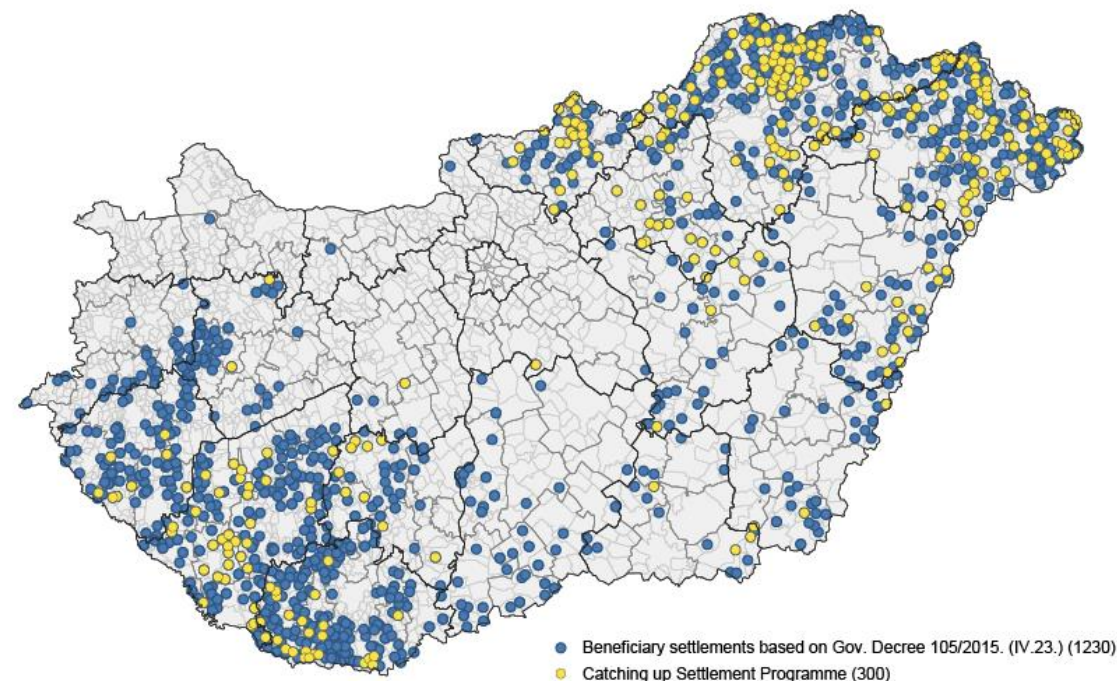 Beneficiary settlements based on Gov. Decree 105/2015. (IV.23.) (1230)
Catching up Settlement Programme (300)